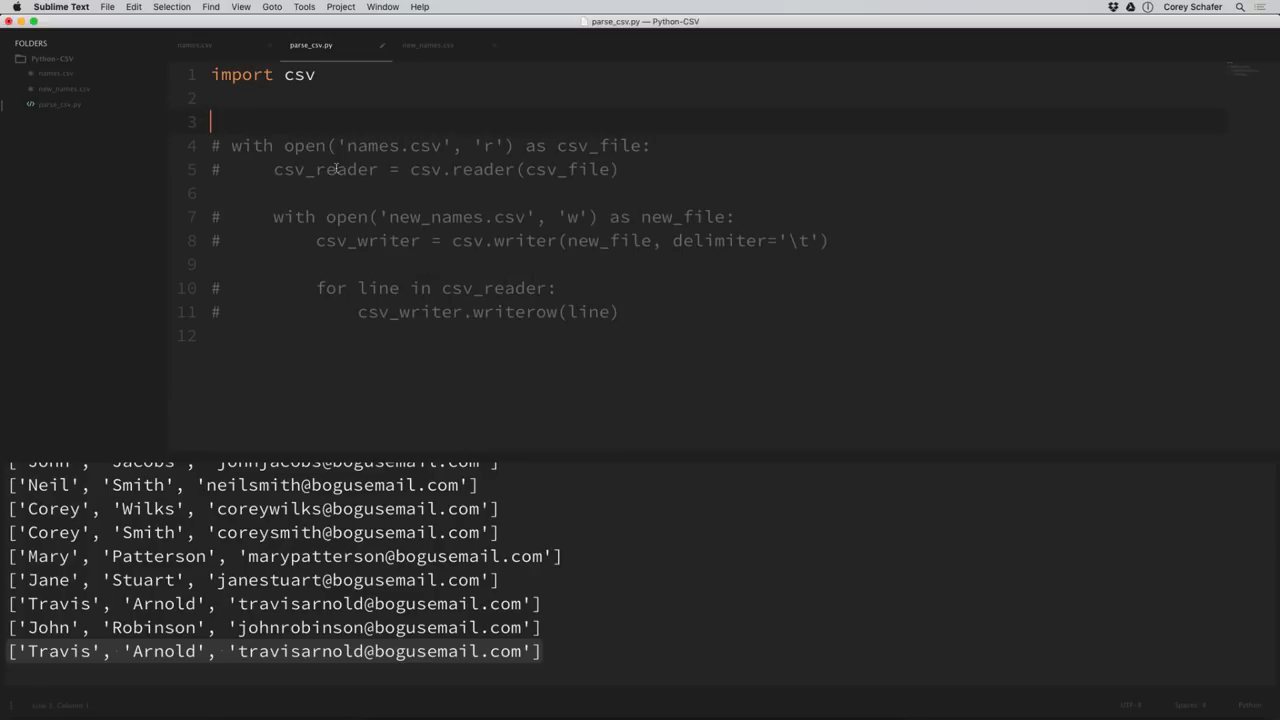 Sublime Text File Edit Selection Find View Goto Tools Project Window Help Corey Schafer
parse_csv.py — Python-CSV
FOLDERS
Python-CSV
names.csv
new_names.csv
parse_csv.py
names.csv parse_csv.py new_names.csv
1 import csv
2
3
4 # with open('names.csv', 'r') as csv_file:
5 #     csv_reader = csv.reader(csv_file)
6
7 #     with open('new_names.csv', 'w') as new_file:
8 #         csv_writer = csv.writer(new_file, delimiter='\t')
9
10 #         for line in csv_reader:
11 #             csv_writer.writerow(line)
12
['John', 'Jacobs', 'johnjacobs@bogusemail.com']
['Neil', 'Smith', 'neilsmith@bogusemail.com']
['Corey', 'Wilks', 'coreywilks@bogusemail.com']
['Corey', 'Smith', 'coreysmith@bogusemail.com']
['Mary', 'Patterson', 'marypatterson@bogusemail.com']
['Jane', 'Stuart', 'janestuart@bogusemail.com']
['Travis', 'Arnold', 'travisarnold@bogusemail.com']
['John', 'Robinson', 'johnrobinson@bogusemail.com']
['Travis', 'Arnold', 'travisarnold@bogusemail.com']
Line 3, Column 1 UTF-8 Spaces: 4 Python